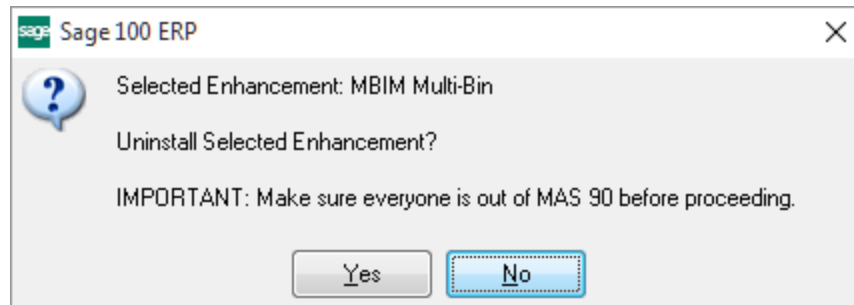 sage Sage 100 ERP
Selected Enhancement: MBIM Multi-Bin
Uninstall Selected Enhancement?
IMPORTANT: Make sure everyone is out of MAS 90 before proceeding.
Yes No